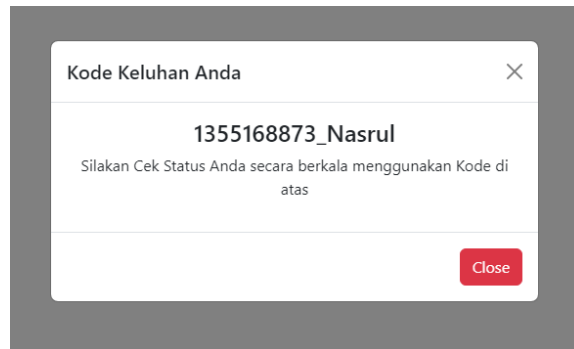 Kode Keluhan Anda
1355168873_Nasrul
Silakan Cek Status Anda secara berkala menggunakan Kode di
atas
Close